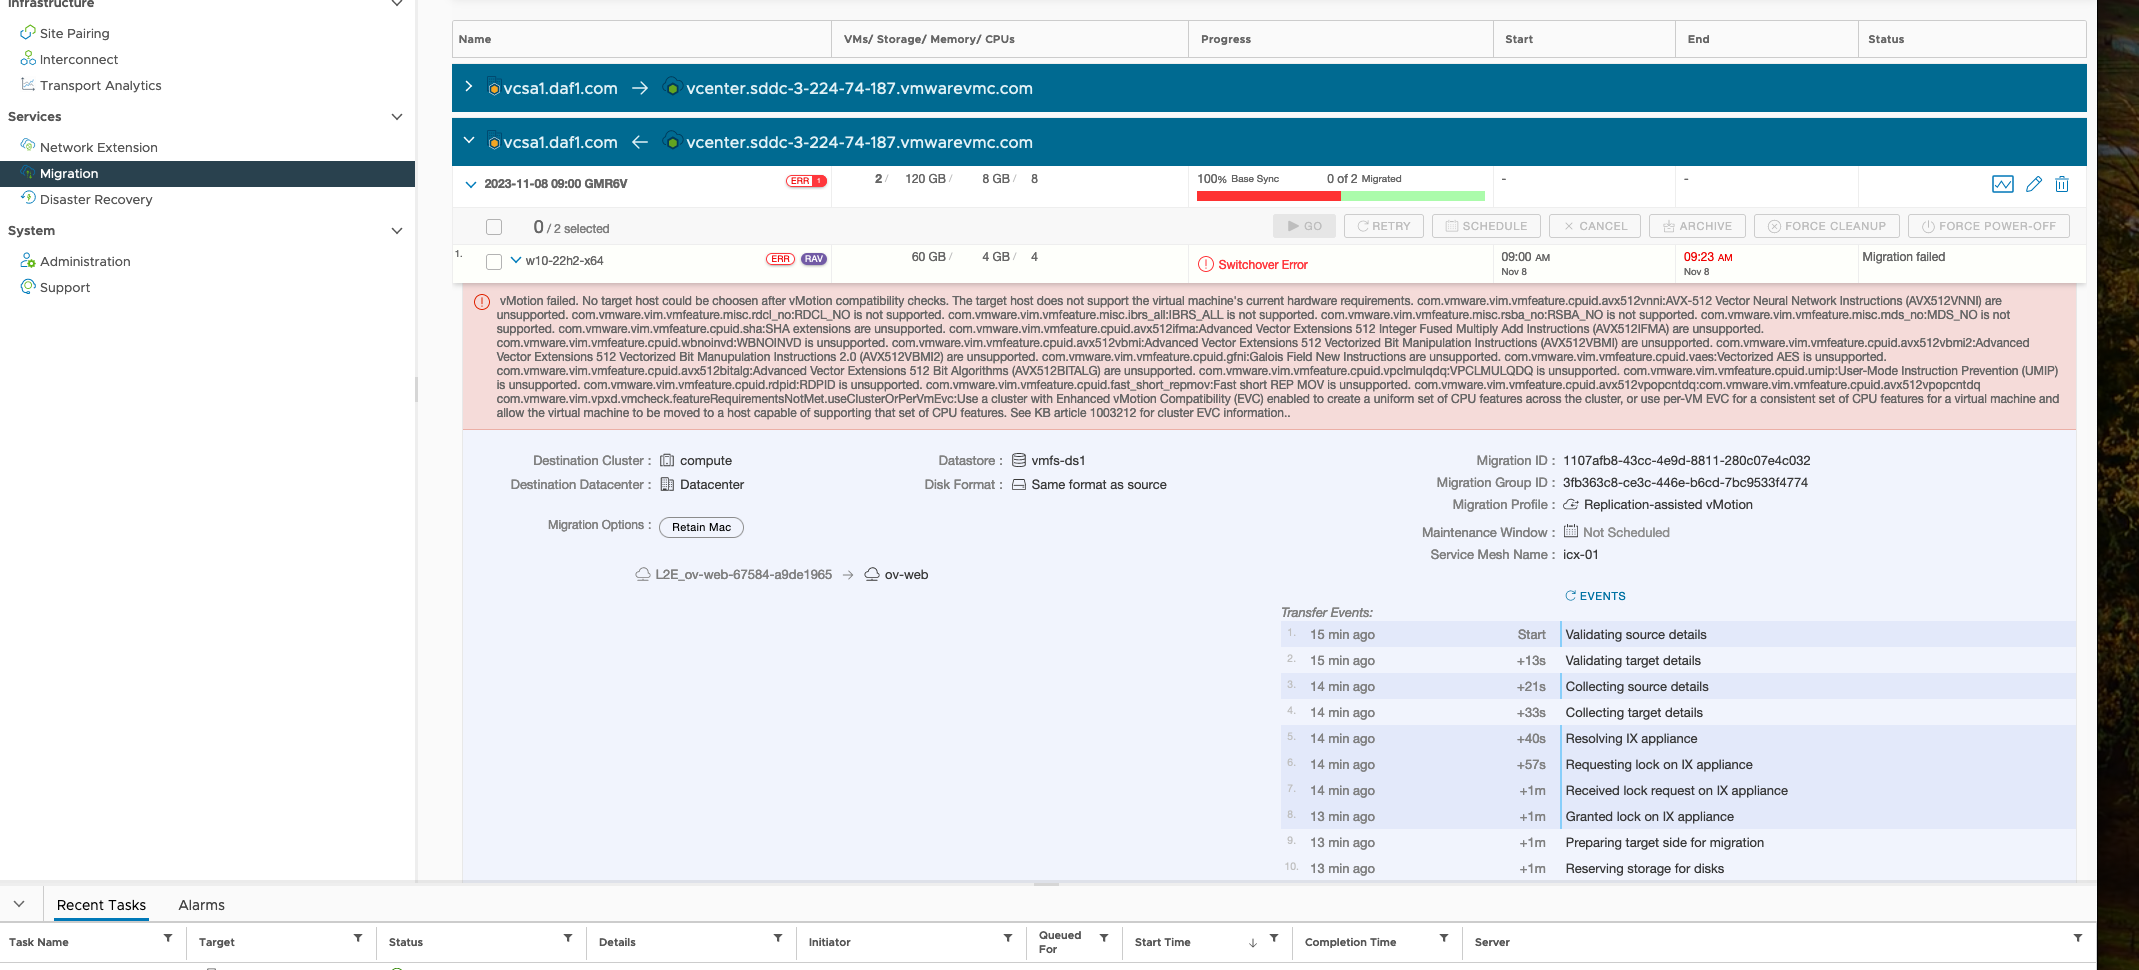 Infrastructure
Site Pairing
Interconnect
Transport Analytics
Services
Network Extension
Migration
Disaster Recovery
System
Administration
Support
Name VMs/ Storage/ Memory/ CPUs Progress Start End Status
vcsa1.daf1.com → vcenter.sddc-3-224-74-187.vmwarevmc.com
vcsa1.daf1.com ← vcenter.sddc-3-224-74-187.vmwarevmc.com
2023-11-08 09:00 GMR6V ERR 1 2 / 120 GB / 8 GB / 8 100% Base Sync 0 of 2 Migrated - -
0 / 2 selected GO RETRY SCHEDULE CANCEL ARCHIVE FORCE CLEANUP FORCE POWER-OFF
1. w10-22h2-x64 ERR RAV 60 GB / 4 GB / 4 Switchover Error 09:00 AM 09:23 AM Migration failed
Nov 8 Nov 8
vMotion failed. No target host could be choosen after vMotion compatibility checks. The target host does not support the virtual machine's current hardware requirements. com.vmware.vim.vmfeature.cpuid.avx512vnni:AVX-512 Vector Neural Network Instructions (AVX512VNNI) are
unsupported. com.vmware.vim.vmfeature.misc.rdcl_no:RDCL_NO is not supported. com.vmware.vim.vmfeature.misc.ibrs_all:IBRS_ALL is not supported. com.vmware.vim.vmfeature.misc.rsba_no:RSBA_NO is not supported. com.vmware.vim.vmfeature.misc.mds_no:MDS_NO is not
supported. com.vmware.vim.vmfeature.cpuid.sha:SHA extensions are unsupported. com.vmware.vim.vmfeature.cpuid.avx512ifma:Advanced Vector Extensions 512 Integer Fused Multiply Add Instructions (AVX512IFMA) are unsupported.
com.vmware.vim.vmfeature.cpuid.wbnoinvd:WBNOINVD is unsupported. com.vmware.vim.vmfeature.cpuid.avx512vbmi:Advanced Vector Extensions 512 Vectorized Bit Manipulation Instructions (AVX512VBMI) are unsupported. com.vmware.vim.vmfeature.cpuid.avx512vbmi2:Advanced
Vector Extensions 512 Vectorized Bit Manupulation Instructions 2.0 (AVX512VBMI2) are unsupported. com.vmware.vim.vmfeature.cpuid.gfni:Galois Field New Instructions are unsupported. com.vmware.vim.vmfeature.cpuid.vaes:Vectorized AES is unsupported.
com.vmware.vim.vmfeature.cpuid.avx512bitalg:Advanced Vector Extensions 512 Bit Algorithms (AVX512BITALG) are unsupported. com.vmware.vim.vmfeature.cpuid.vpclmulqdq:VPCLMULQDQ is unsupported. com.vmware.vim.vmfeature.cpuid.umip:User-Mode Instruction Prevention (UMIP)
is unsupported. com.vmware.vim.vmfeature.cpuid.rdpid:RDPID is unsupported. com.vmware.vim.vmfeature.cpuid.fast_short_repmov:Fast short REP MOV is unsupported. com.vmware.vim.vmfeature.cpuid.avx512vpopcntdq:com.vmware.vim.vmfeature.cpuid.avx512vpopcntdq
com.vmware.vim.vpxd.vmcheck.featureRequirementsNotMet.useClusterOrPerVmEvc:Use a cluster with Enhanced vMotion Compatibility (EVC) enabled to create a uniform set of CPU features across the cluster, or use per-VM EVC for a consistent set of CPU features for a virtual machine and
allow the virtual machine to be moved to a host capable of supporting that set of CPU features. See KB article 1003212 for cluster EVC information..
Destination Cluster : compute
Destination Datacenter : Datacenter
Migration Options : Retain Mac
Datastore : vmfs-ds1
Disk Format : Same format as source
L2E_ov-web-67584-a9de1965 → ov-web
Migration ID : 1107afb8-43cc-4e9d-8811-280c07e4c032
Migration Group ID : 3fb363c8-ce3c-446e-b6cd-7bc9533f4774
Migration Profile : Replication-assisted vMotion
Maintenance Window : Not Scheduled
Service Mesh Name : icx-01
EVENTS
Transfer Events:
1. 15 min ago Start Validating source details
2. 15 min ago +13s Validating target details
3. 14 min ago +21s Collecting source details
4. 14 min ago +33s Collecting target details
5. 14 min ago +40s Resolving IX appliance
6. 14 min ago +57s Requesting lock on IX appliance
7. 14 min ago +1m Received lock request on IX appliance
8. 13 min ago +1m Granted lock on IX appliance
9. 13 min ago +1m Preparing target side for migration
10. 13 min ago +1m Reserving storage for disks
Recent Tasks Alarms
Task Name Target Status Details Initiator Queued For Start Time Completion Time Server